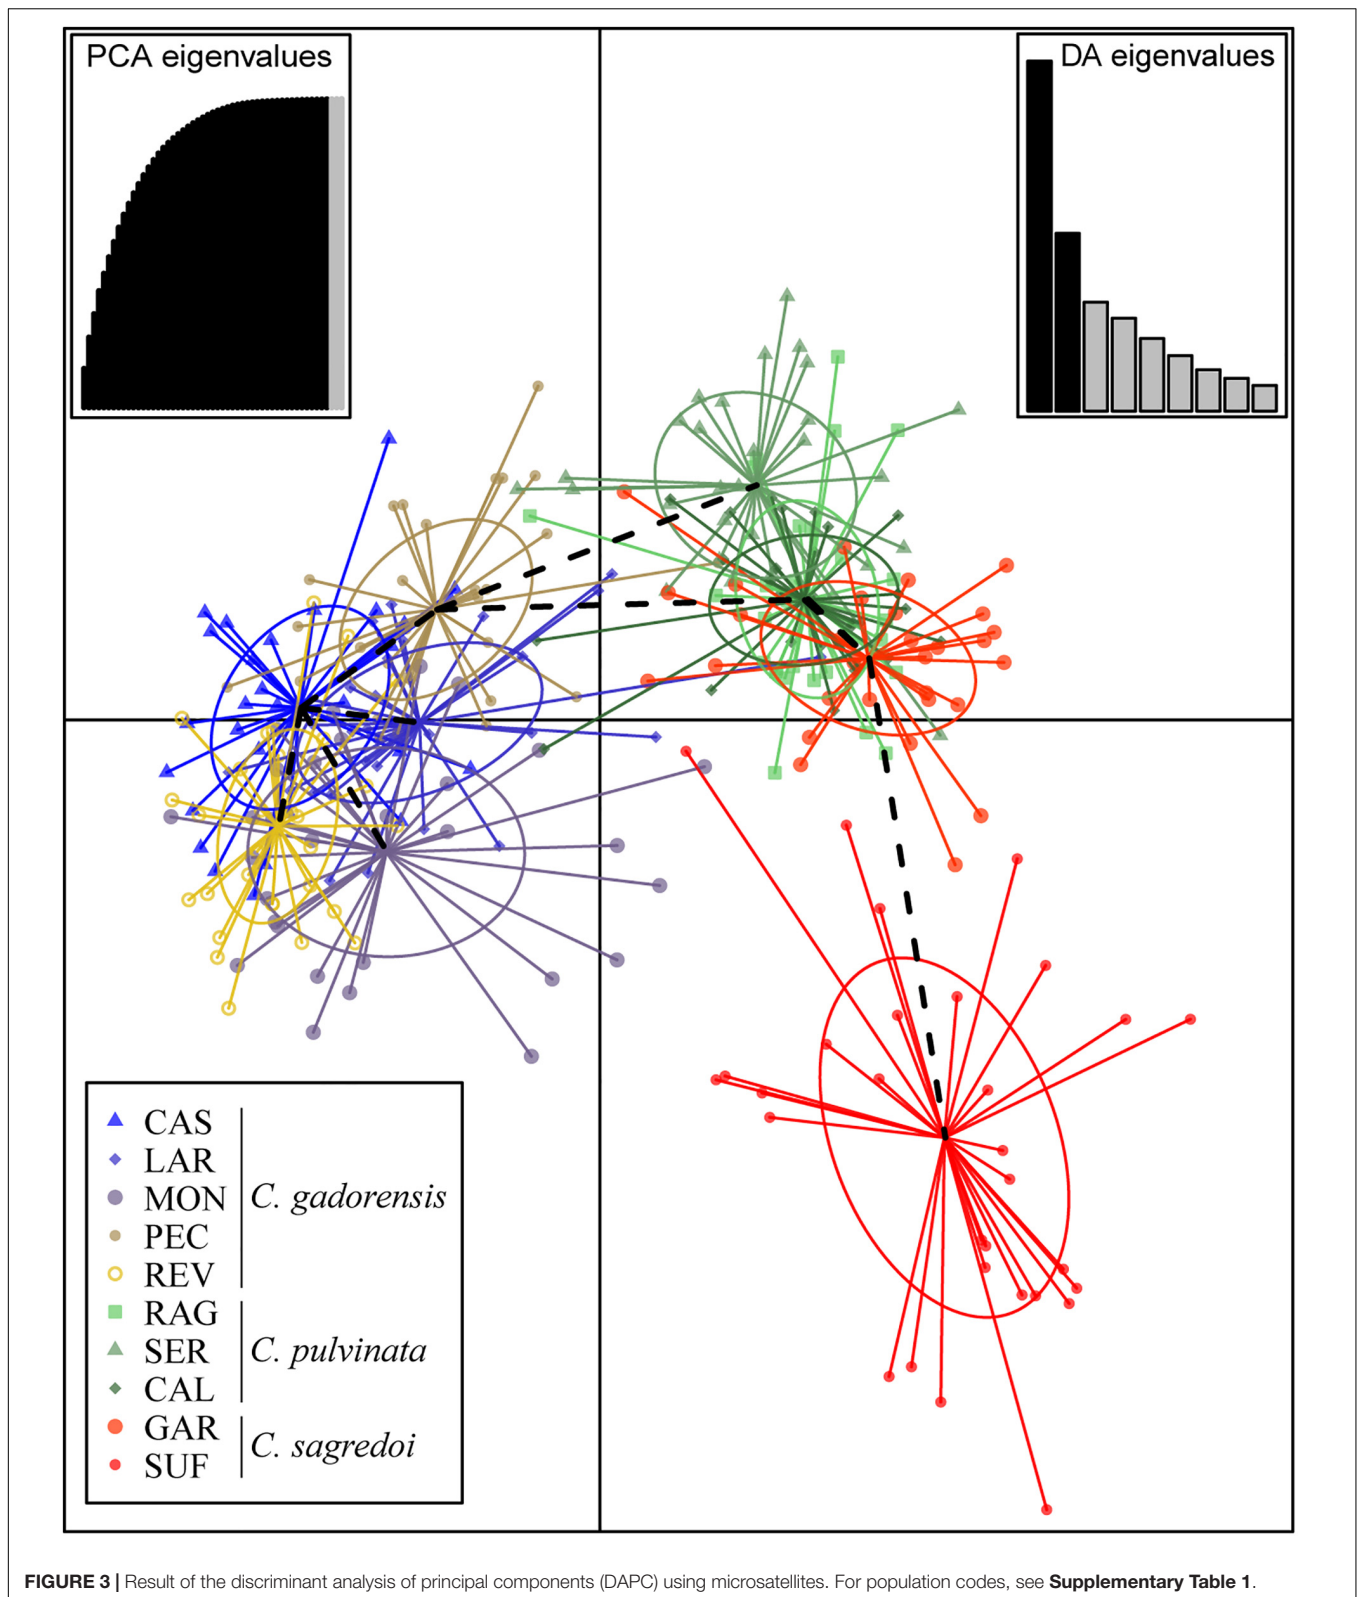 PCA eigenvalues
DA eigenvalues
CAS
LAR
MON
PEC
REV
C. gadorensis
RAG
SER
CAL
C. pulvinata
GAR
SUF
C. sagredoi
FIGURE 3 | Result of the discriminant analysis of principal components (DAPC) using microsatellites. For population codes, see Supplementary Table 1.